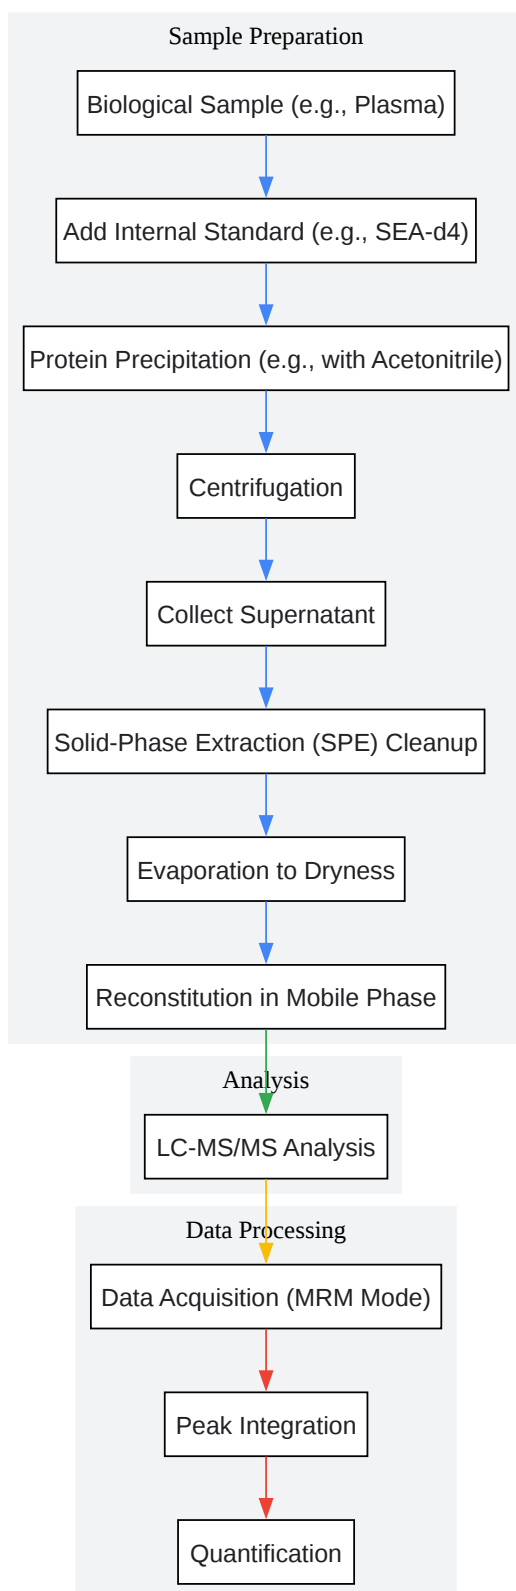 Sample Preparation
Biological Sample (e.g., Plasma)
Add Internal Standard (e.g., SEA-d4)
Protein Precipitation (e.g., with Acetonitrile)
Centrifugation
Collect Supernatant
Solid-Phase Extraction (SPE) Cleanup
Evaporation to Dryness
Reconstitution in Mobile Phase
Analysis
LC-MS/MS Analysis
Data Processing
Data Acquisition (MRM Mode)
Peak Integration
Quantification